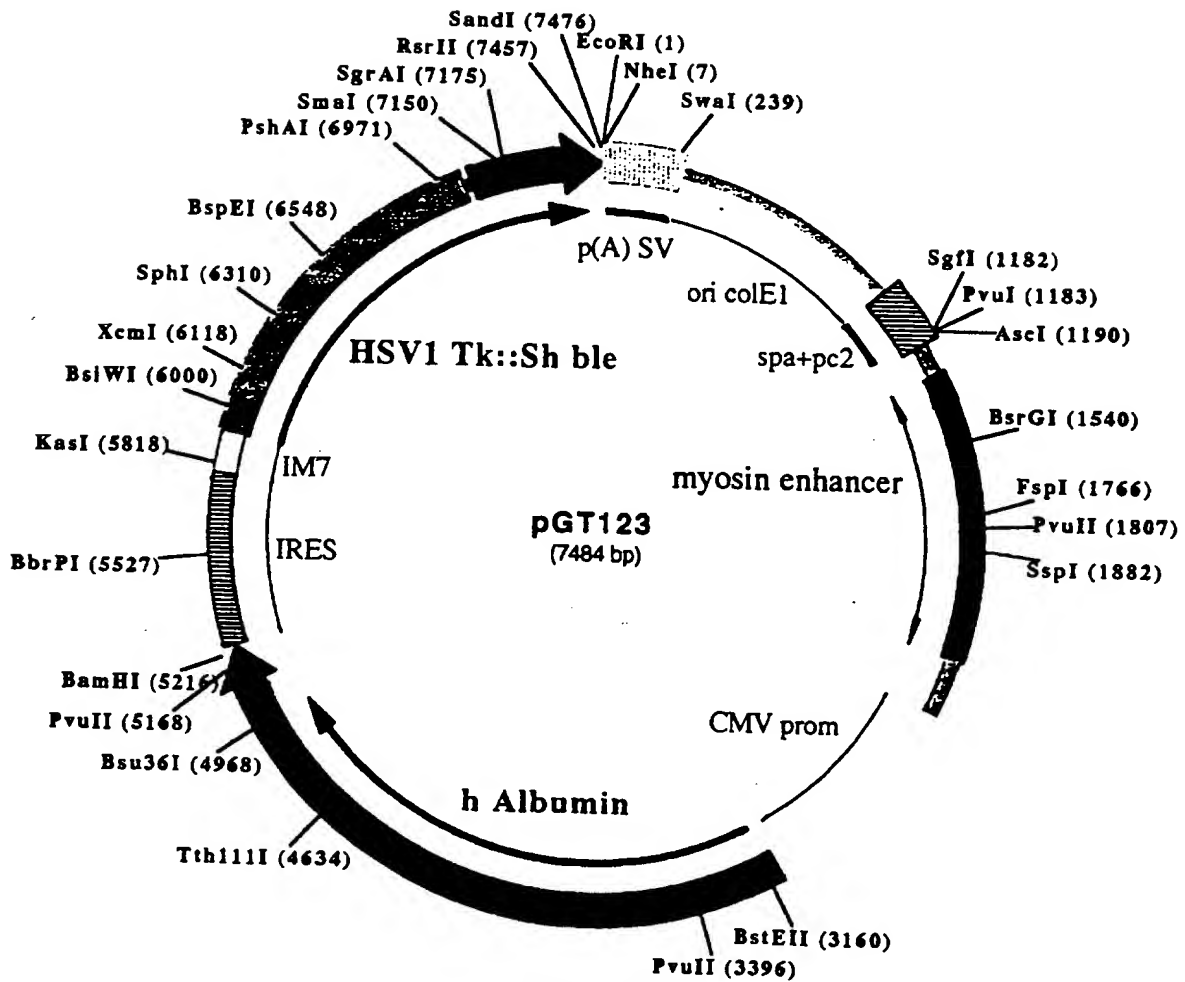 SandI (7476)
EcoRI (1)
RsrII (7457)
NheI (7)
SgrAI (7175)
SwaI (239)
SmaI (7150)
PshAI (6971)
BspEI (6548)
p(A) SV
SgfI (1182)
SphI (6310)
ori colE1
PvuI (1183)
XcmI (6118)
AscI (1190)
HSV1 Tk::Sh ble
spa+pc2
BsiWI (6000)
BsrGI (1540)
KasI (5818)
IM7
myosin enhancer
FspI (1766)
pGT123
PvuII (1807)
IRES
(7484 bp)
BbrPI (5527)
SspI (1882)
BamHI (5216)
PvuII (5168)
CMV prom
Bsu36I (4968)
h Albumin
Tth111I (4634)
BstEII (3160)
PvuII (3396)